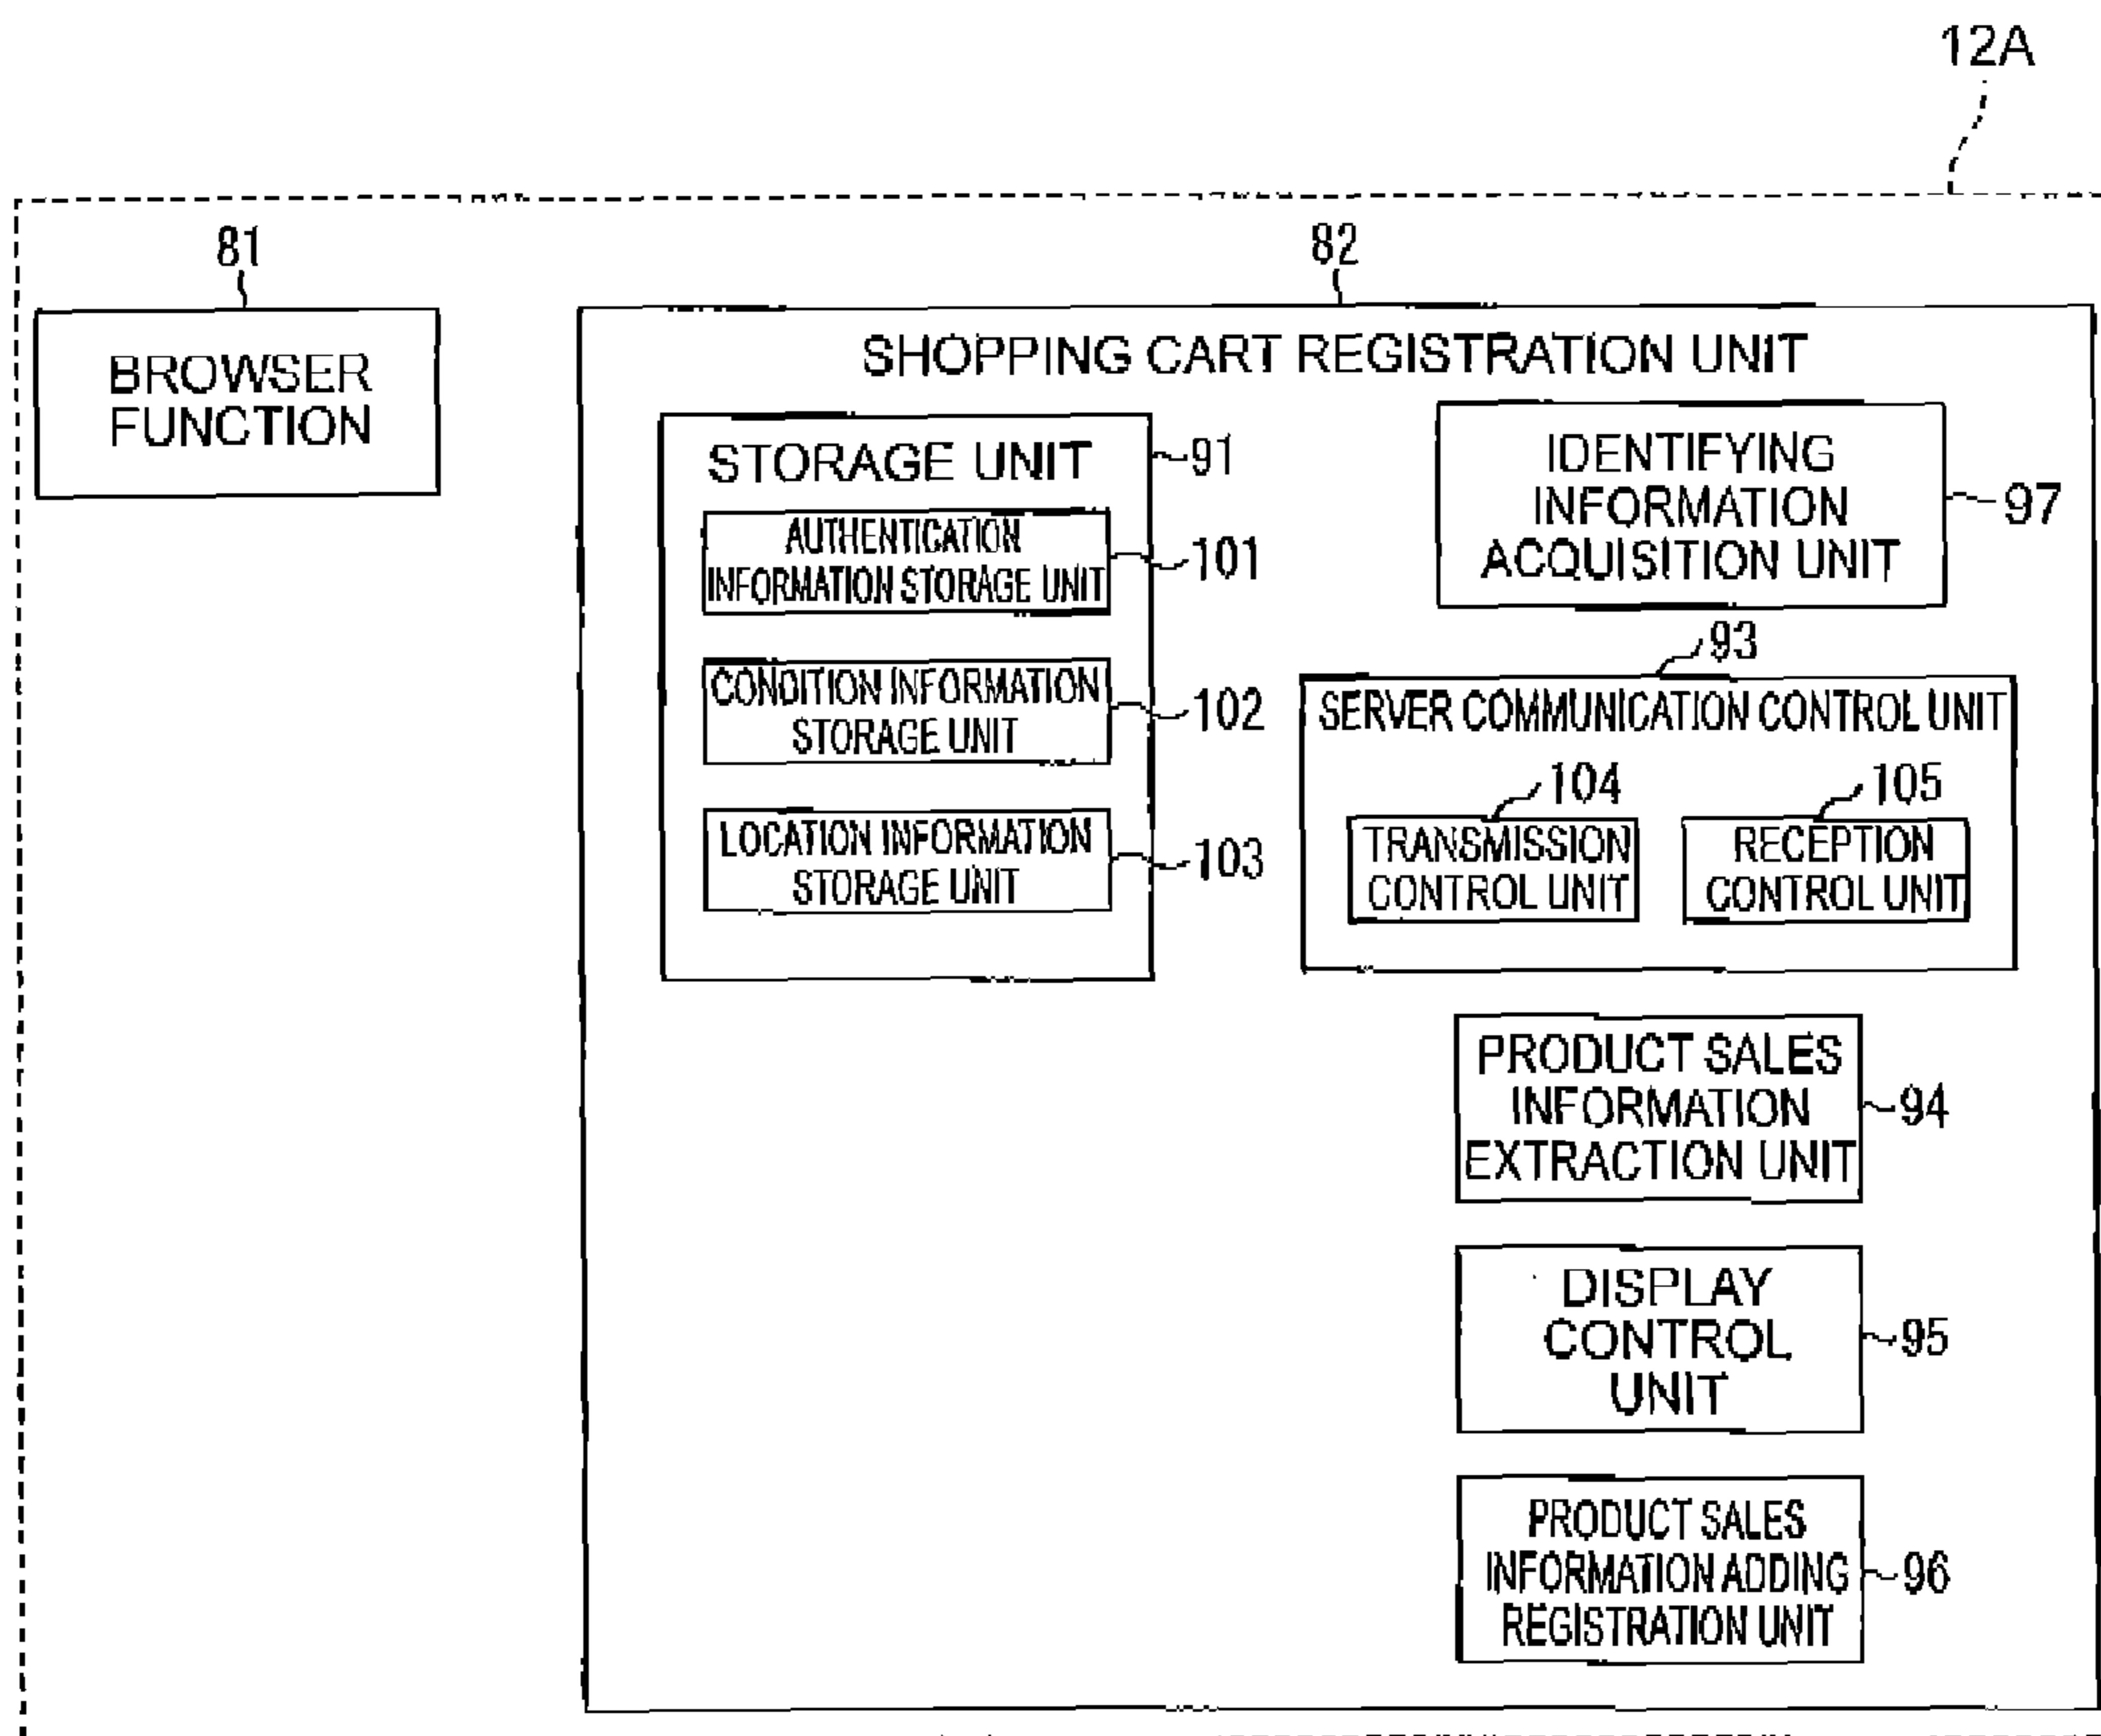 12A
81
BROWSER
FUNCTION
82
SHOPPING CART REGISTRATION UNIT
STORAGE UNIT
91
AUTHENTICATION
INFORMATION STORAGE UNIT
101
CONDITION INFORMATION
STORAGE UNIT
102
LOCATION INFORMATION
STORAGE UNIT
103
IDENTIFYING
INFORMATION
ACQUISITION UNIT
97
93
SERVER COMMUNICATION CONTROL UNIT
104
TRANSMISSION
CONTROL UNIT
105
RECEPTION
CONTROL UNIT
PRODUCT SALES
INFORMATION
EXTRACTION UNIT
94
DISPLAY
CONTROL
UNIT
95
PRODUCT SALES
INFORMATION ADDING
REGISTRATION UNIT
96